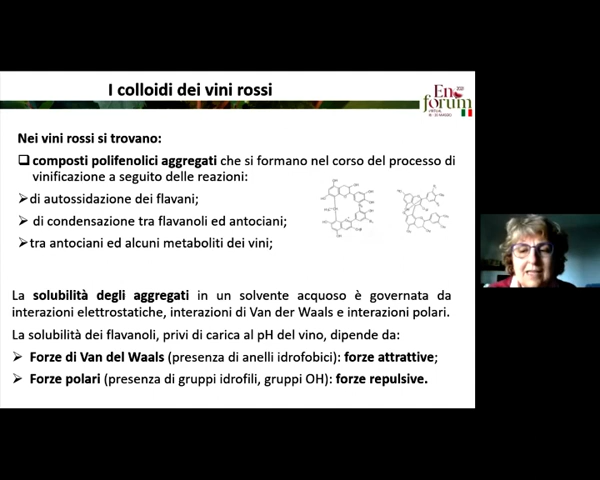 I colloidi dei vini rossi
En 2021
forum
Nei vini rossi si trovano:
composti polifenolici aggregati che si formano nel corso del processo di
vinificazione a seguito delle reazioni:
di autossidazione dei flavani;
di condensazione tra flavanoli ed antociani;
tra antociani ed alcuni metaboliti dei vini;
La solubilità degli aggregati in un solvente acquoso è governata da
interazioni elettrostatiche, interazioni di Van der Waals e interazioni polari.
La solubilità dei flavanoli, privi di carica al pH del vino, dipende da:
Forze di Van del Waals (presenza di anelli idrofobici): forze attrattive;
Forze polari (presenza di gruppi idrofili, gruppi OH): forze repulsive.